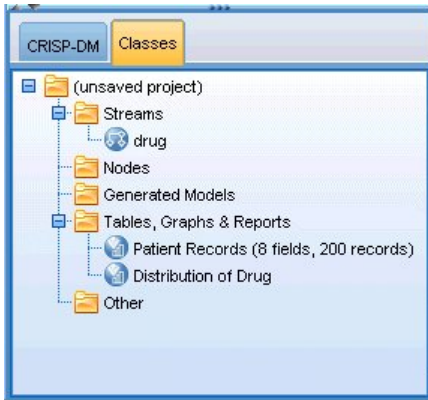 CRISP-DM Classes
(unsaved project)
Streams
drug
Nodes
Generated Models
Tables, Graphs & Reports
Patient Records (8 fields, 200 records)
Distribution of Drug
Other